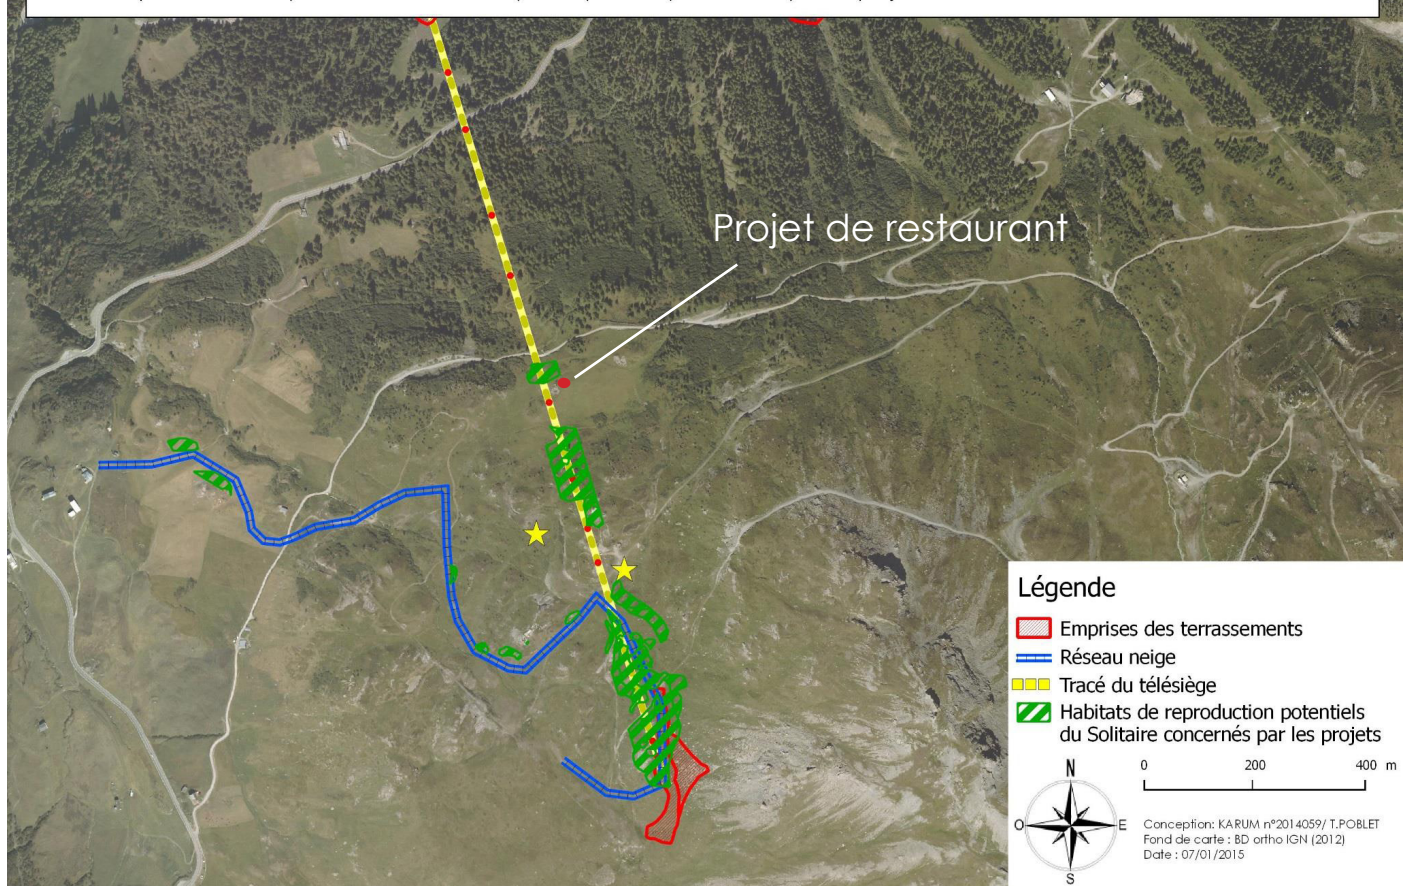 Projet de restaurant
Légende
Emprises des terrassements
Réseau neige
Tracé du télésiège
Habitats de reproduction potentiels
du Solitaire concernés par les projets
N
O
E
S
0 200 400 m
Conception: KARUM n°2014059/ T.POBLET
Fond de carte : BD ortho IGN (2012)
Date : 07/01/2015